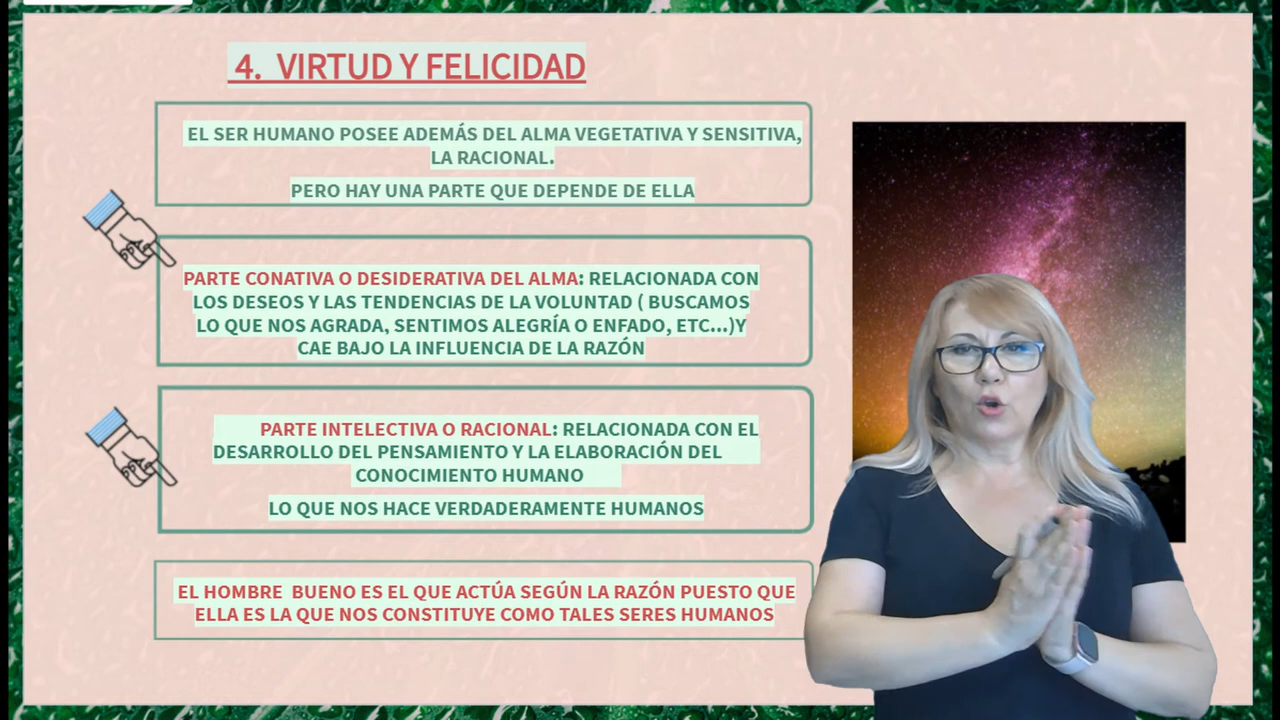 4. VIRTUD Y FELICIDAD
EL SER HUMANO POSEE ADEMÁS DEL ALMA VEGETATIVA Y SENSITIVA,
LA RACIONAL.
PERO HAY UNA PARTE QUE DEPENDE DE ELLA
PARTE CONATIVA O DESIDERATIVA DEL ALMA: RELACIONADA CON
LOS DESEOS Y LAS TENDENCIAS DE LA VOLUNTAD ( BUSCAMOS
LO QUE NOS AGRADA, SENTIMOS ALEGRÍA O ENFADO, ETC...)Y
CAE BAJO LA INFLUENCIA DE LA RAZÓN
PARTE INTELECTIVA O RACIONAL: RELACIONADA CON EL
DESARROLLO DEL PENSAMIENTO Y LA ELABORACIÓN DEL
CONOCIMIENTO HUMANO
LO QUE NOS HACE VERDADERAMENTE HUMANOS
EL HOMBRE BUENO ES EL QUE ACTÚA SEGÚN LA RAZÓN PUESTO QUE
ELLA ES LA QUE NOS CONSTITUYE COMO TALES SERES HUMANOS